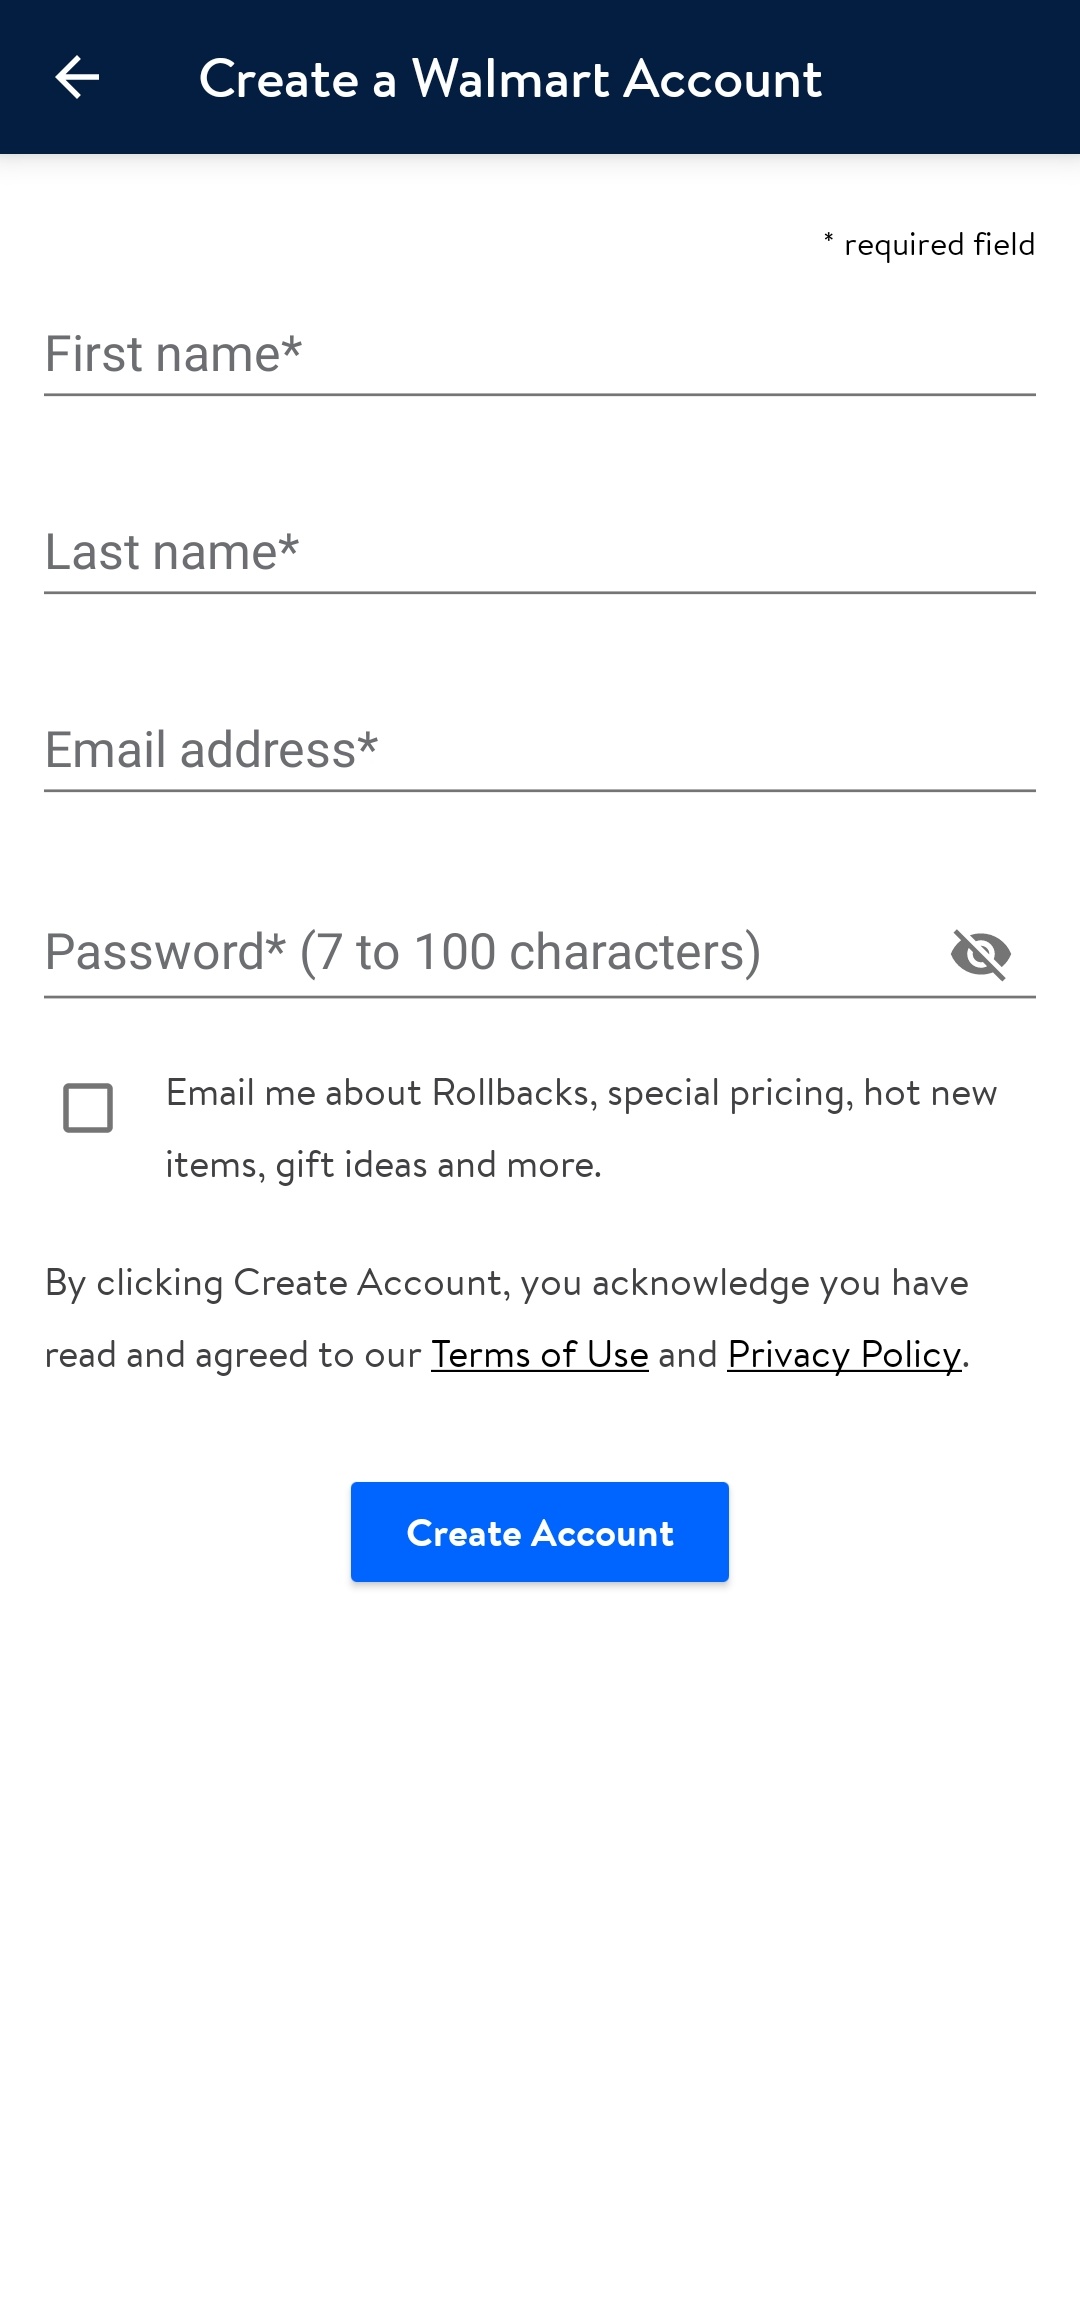 Create a Walmart Account
* required field
First name*
Last name*
Email address*
Password* (7 to 100 characters)
Email me about Rollbacks, special pricing, hot new
items, gift ideas and more.
By clicking Create Account, you acknowledge you have
read and agreed to our Terms of Use and Privacy Policy.
Create Account